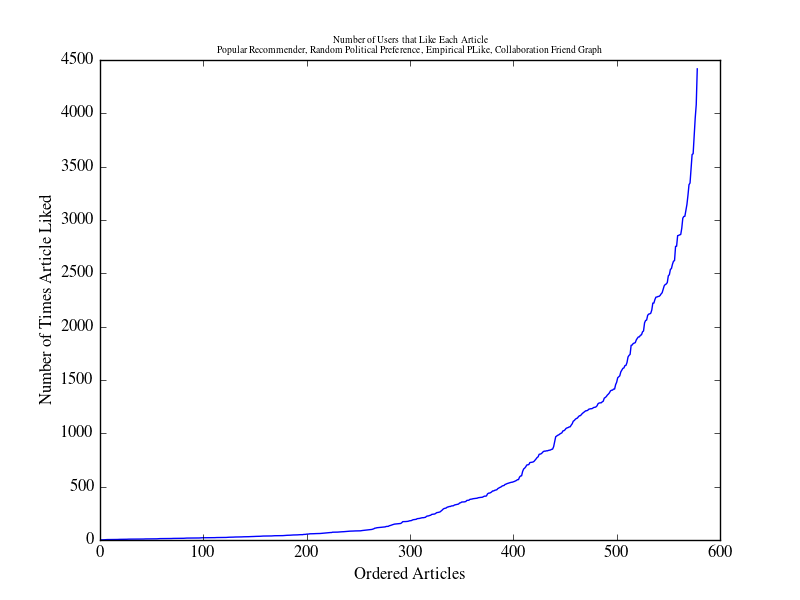 Number of Users that Like Each Article
Popular Recommender, Random Political Preference, Empirical PLike, Collaboration Friend Graph
4500
4000
3500
3000
2500
2000
1500
1000
500
0
Number of Times Article Liked
0 100 200 300 400 500 600
Ordered Articles